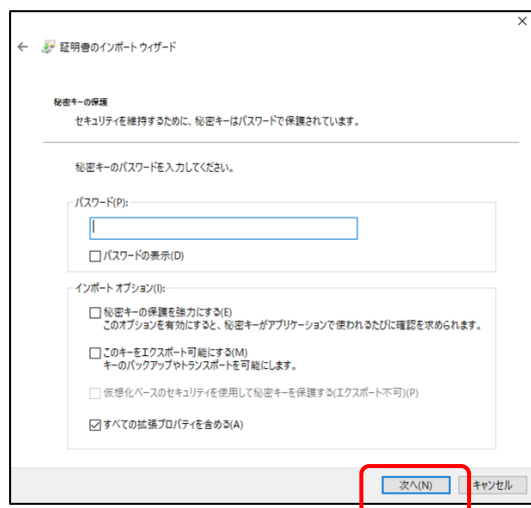 証明書のインポート ウィザード
秘密キーの保護
セキュリティを維持するために、秘密キーはパスワードで保護されています。
秘密キーのパスワードを入力してください。
パスワード(P):
パスワードの表示(D)
インポート オプション(I):
秘密キーの保護を強力にする(E)
このオプションを有効にすると、秘密キーがアプリケーションで使われるたびに確認を求められます。
このキーをエクスポート可能にする(M)
キーのバックアップやトランスポートを可能にします。
仮想化ベースのセキュリティを使用して秘密キーを保護する(エクスポート不可)(P)
すべての拡張プロパティを含める(A)
次へ(N) キャンセル